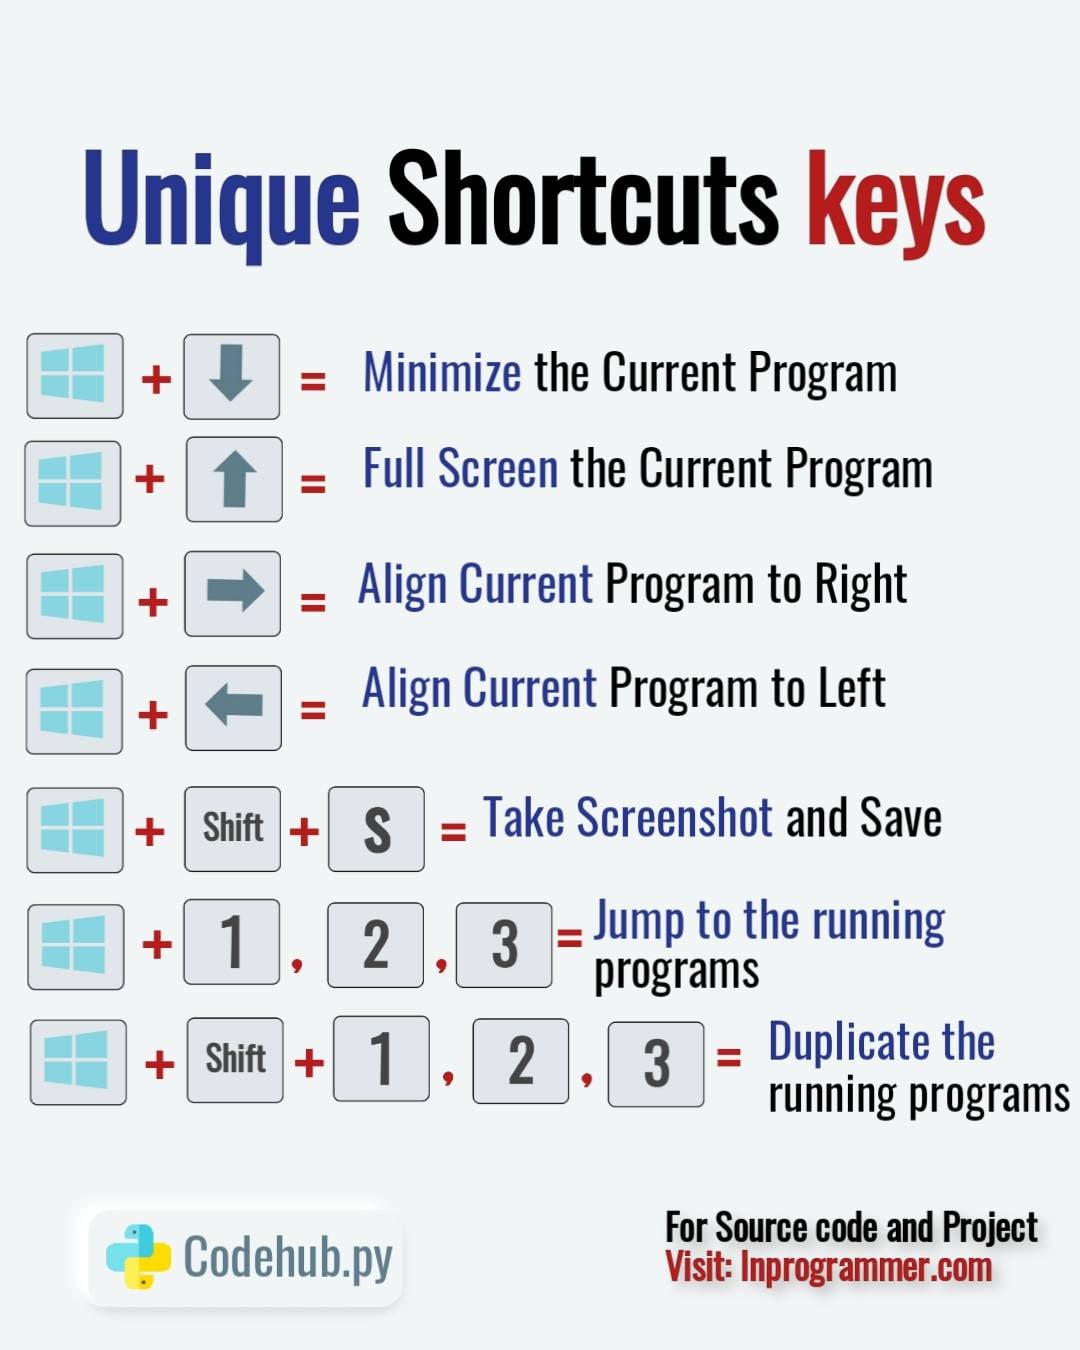 Unique Shortcuts keys
+ = Minimize the Current Program
+ = Full Screen the Current Program
+ = Align Current Program to Right
+ = Align Current Program to Left
+ Shift + S = Take Screenshot and Save
+ 1 , 2 , 3 = Jump to the running
programs
+ Shift + 1 , 2 , 3 = Duplicate the
running programs
Codehub.py
For Source code and Project
Visit: Inprogrammer.com